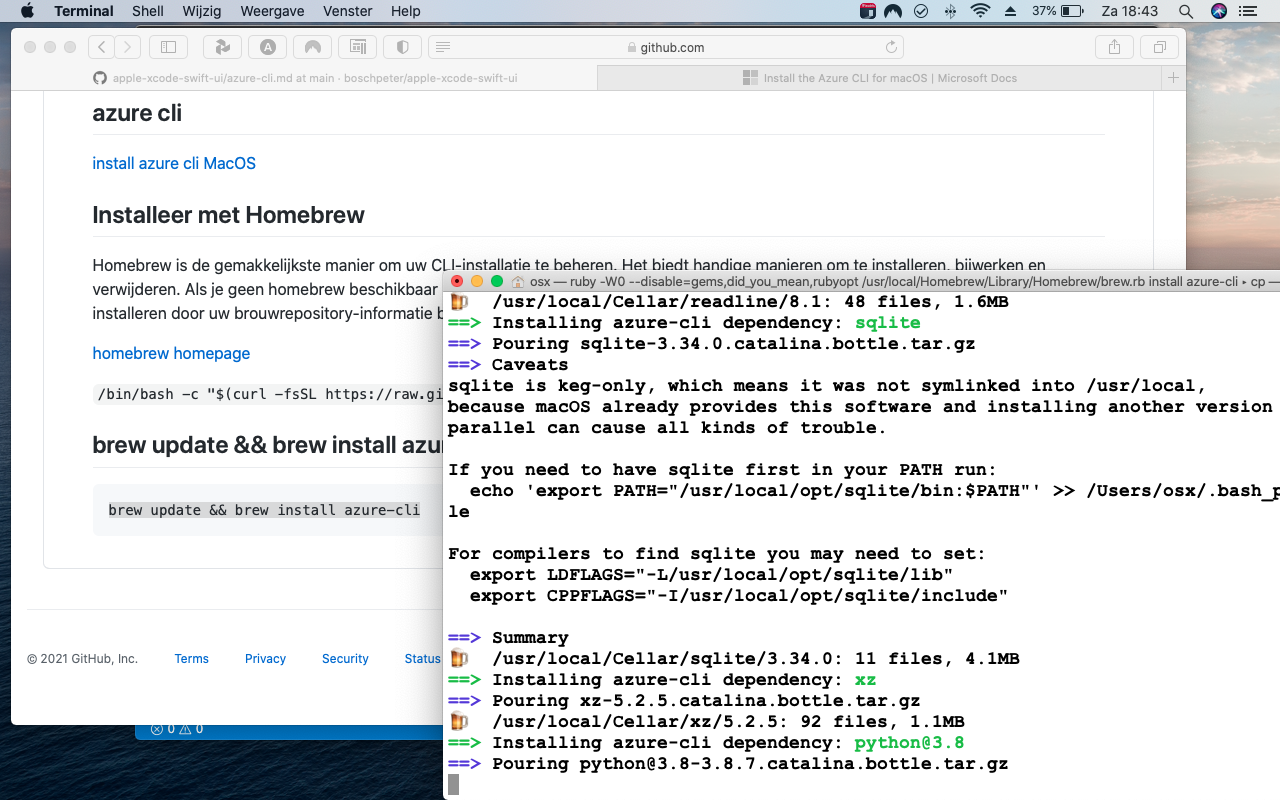 Terminal Shell Wijzig Weergave Venster Help 37% Za 18:43
github.com
apple-xcode-swift-ui/azure-cli.md at main · boschpeter/apple-xcode-swift-ui
Install the Azure CLI for macOS | Microsoft Docs
azure cli
install azure cli MacOS
Installeer met Homebrew
Homebrew is de gemakkelijkste manier om uw CLI-installatie te beheren. Het biedt handige manieren om te installeren, bijwerken en
verwijderen. Als je geen homebrew beschikbaar
installeren door uw brouwrepository-informatie b
homebrew homepage
/bin/bash -c "$(curl -fsSL https://raw.gi
brew update && brew install azu
brew update && brew install azure-cli
© 2021 GitHub, Inc. Terms Privacy Security Status
0 0
osx — ruby -W0 --disable=gems,did_you_mean,rubyopt /usr/local/Homebrew/Library/Homebrew/brew.rb install azure-cli ▸ cp —
/usr/local/Cellar/readline/8.1: 48 files, 1.6MB
==> Installing azure-cli dependency: sqlite
==> Pouring sqlite-3.34.0.catalina.bottle.tar.gz
==> Caveats
sqlite is keg-only, which means it was not symlinked into /usr/local,
because macOS already provides this software and installing another version
parallel can cause all kinds of trouble.
If you need to have sqlite first in your PATH run:
echo 'export PATH="/usr/local/opt/sqlite/bin:$PATH"' >> /Users/osx/.bash_p
le
For compilers to find sqlite you may need to set:
export LDFLAGS="-L/usr/local/opt/sqlite/lib"
export CPPFLAGS="-I/usr/local/opt/sqlite/include"
==> Summary
/usr/local/Cellar/sqlite/3.34.0: 11 files, 4.1MB
==> Installing azure-cli dependency: xz
==> Pouring xz-5.2.5.catalina.bottle.tar.gz
/usr/local/Cellar/xz/5.2.5: 92 files, 1.1MB
==> Installing azure-cli dependency: python@3.8
==> Pouring python@3.8-3.8.7.catalina.bottle.tar.gz